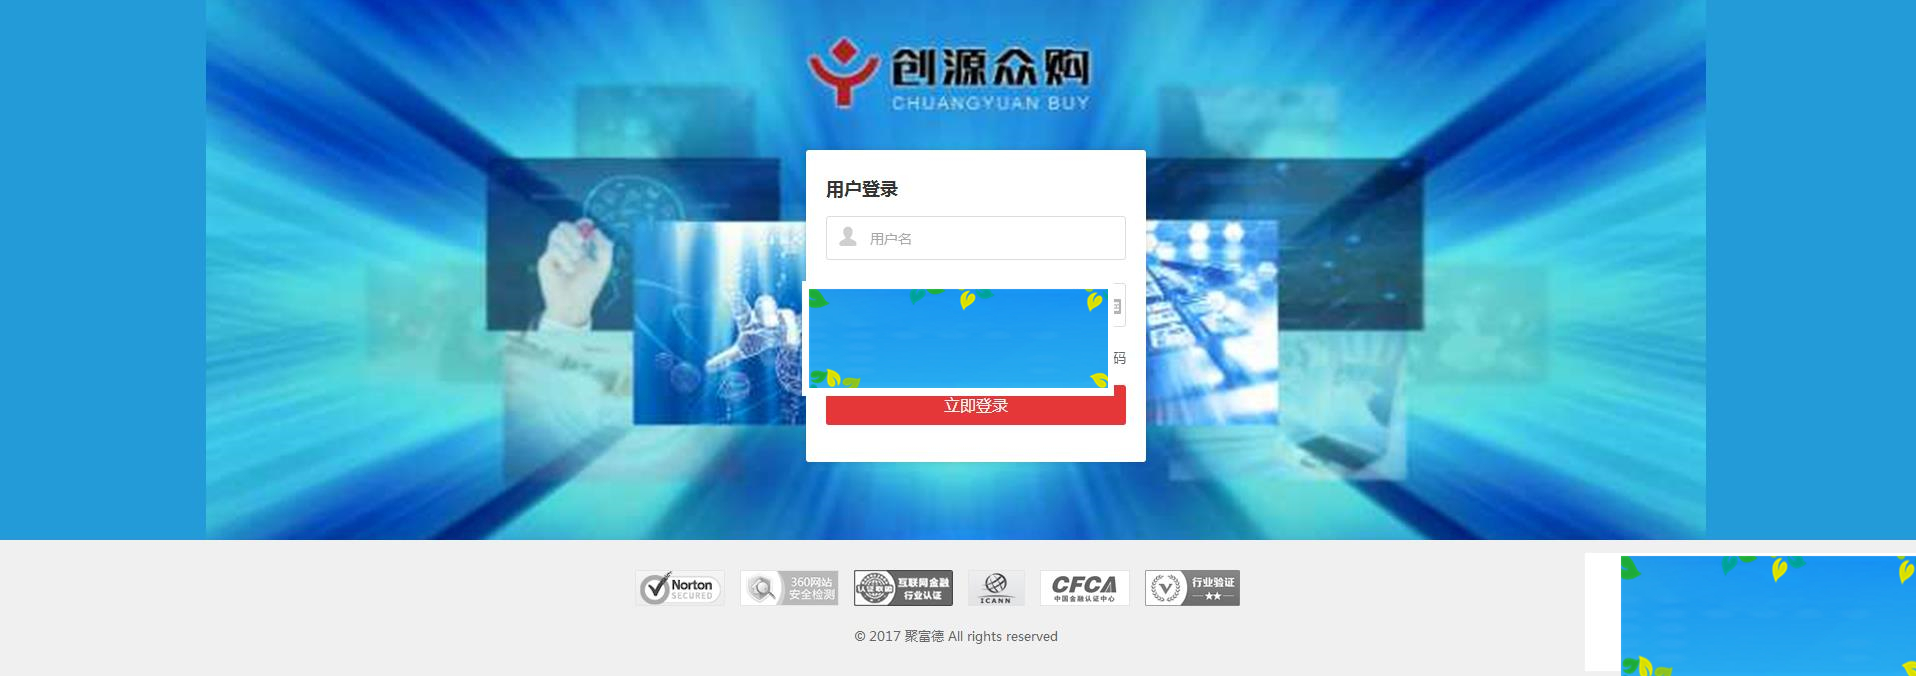 创源众购
CHUANGYUAN BUY
用户登录
用户名
码
立即登录
Norton
SECURED
360网站
安全检测
互联网金融
行业认证
ICANN
CFCA
中国金融认证中心
行业验证
© 2017 聚富德 All rights reserved